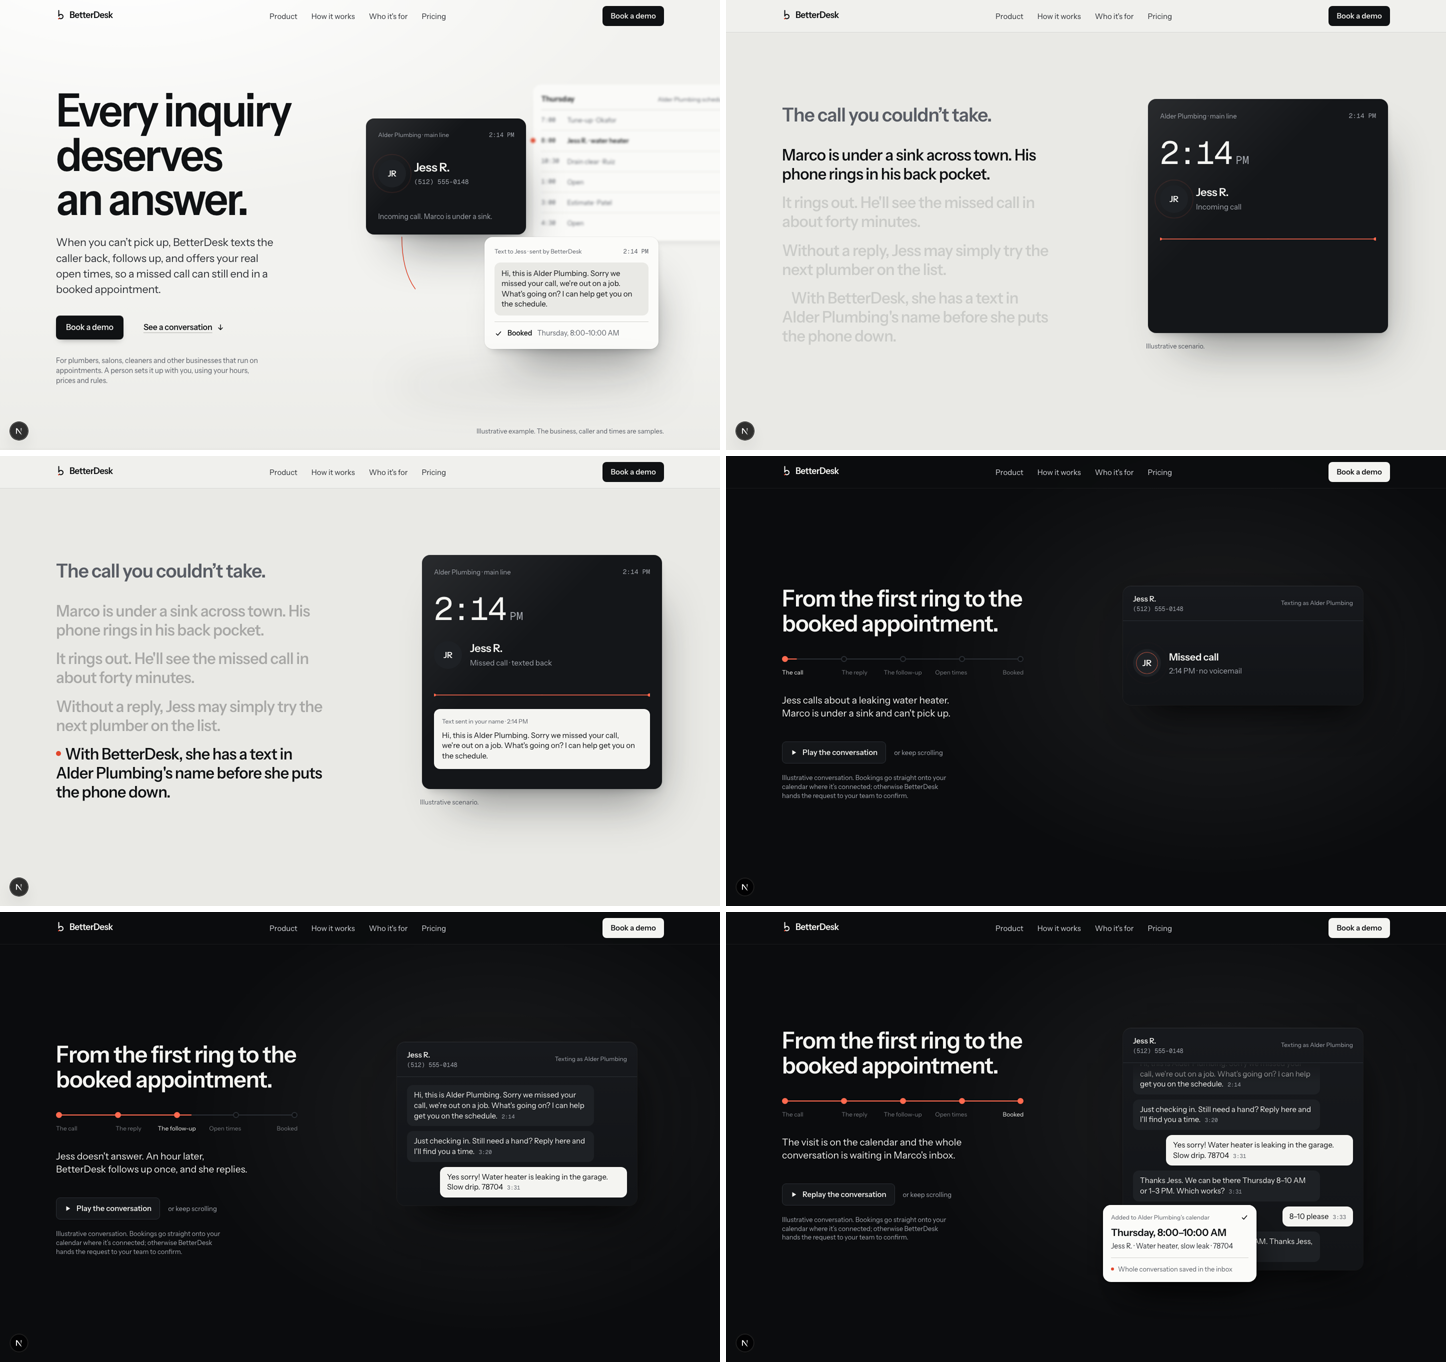 BetterDesk
Product How it works Who it's for Pricing
Book a demo
Every inquiry
deserves
an answer.
When you can't pick up, BetterDesk texts the
caller back, follows up, and offers your real
open times, so a missed call can still end in a
booked appointment.
Book a demo
See a conversation ↓
For plumbers, salons, cleaners and other businesses that run on
appointments. A person sets it up with you, using your hours,
prices and rules.
Alder Plumbing · main line 2:14 PM
JR
Jess R.
(512) 555-0148
Incoming call. Marco is under a sink.
Thursday
Alder Plumbing
7:00 Tune-up · Okafor
8:00 Jess R. · water heater
10:30 Drain clear · Ruiz
1:00 Open
3:00 Estimate · Patel
4:30 Open
Text to Jess · sent by BetterDesk 2:14 PM
Hi, this is Alder Plumbing. Sorry we
missed your call, we're out on a job.
What's going on? I can help get you on
the schedule.
Booked Thursday, 8:00–10:00 AM
Illustrative example. The business, caller and times are samples.
N
BetterDesk
Product How it works Who it's for Pricing
Book a demo
The call you couldn't take.
Marco is under a sink across town. His
phone rings in his back pocket.
It rings out. He'll see the missed call in
about forty minutes.
Without a reply, Jess may simply try the
next plumber on the list.
With BetterDesk, she has a text in
Alder Plumbing's name before she puts
the phone down.
Alder Plumbing · main line 2:14 PM
2:14 PM
JR
Jess R.
Incoming call
Illustrative scenario.
N
BetterDesk
Product How it works Who it's for Pricing
Book a demo
The call you couldn't take.
Marco is under a sink across town. His
phone rings in his back pocket.
It rings out. He'll see the missed call in
about forty minutes.
Without a reply, Jess may simply try the
next plumber on the list.
With BetterDesk, she has a text in
Alder Plumbing's name before she puts
the phone down.
Alder Plumbing · main line 2:14 PM
2:14 PM
JR
Jess R.
Missed call · texted back
Text sent in your name · 2:14 PM
Hi, this is Alder Plumbing. Sorry we missed your call,
we're out on a job. What's going on? I can help get you on
the schedule.
Illustrative scenario.
N
BetterDesk
Product How it works Who it's for Pricing
Book a demo
From the first ring to the
booked appointment.
The call The reply The follow-up Open times Booked
Jess calls about a leaking water heater.
Marco is under a sink and can't pick up.
Play the conversation
or keep scrolling
Illustrative conversation. Bookings go straight onto your
calendar where it's connected; otherwise BetterDesk
hands the request to your team to confirm.
Jess R.
(512) 555-0148
Texting as Alder Plumbing
JR
Missed call
2:14 PM · no voicemail
N
BetterDesk
Product How it works Who it's for Pricing
Book a demo
From the first ring to the
booked appointment.
The call The reply The follow-up Open times Booked
Jess doesn't answer. An hour later,
BetterDesk follows up once, and she replies.
Play the conversation
or keep scrolling
Illustrative conversation. Bookings go straight onto your
calendar where it's connected; otherwise BetterDesk
hands the request to your team to confirm.
Jess R.
(512) 555-0148
Texting as Alder Plumbing
Hi, this is Alder Plumbing. Sorry we missed your
call, we're out on a job. What's going on? I can help
get you on the schedule. 2:14
Just checking in. Still need a hand? Reply here and
I'll find you a time. 3:20
Yes sorry! Water heater is leaking in the garage.
Slow drip. 78704 3:31
N
BetterDesk
Product How it works Who it's for Pricing
Book a demo
From the first ring to the
booked appointment.
The call The reply The follow-up Open times Booked
The visit is on the calendar and the whole
conversation is waiting in Marco's inbox.
Replay the conversation
or keep scrolling
Illustrative conversation. Bookings go straight onto your
calendar where it's connected; otherwise BetterDesk
hands the request to your team to confirm.
Jess R.
(512) 555-0148
Texting as Alder Plumbing
call, we're out on a job. What's going on? I can help
get you on the schedule. 2:14
Just checking in. Still need a hand? Reply here and
I'll find you a time. 3:20
Yes sorry! Water heater is leaking in the garage.
Slow drip. 78704 3:31
Thanks Jess. We can be there Thursday 8–10 AM
or 1–3 PM. Which works? 3:31
8–10 please 3:33
AM. Thanks Jess,
Added to Alder Plumbing's calendar
Thursday, 8:00–10:00 AM
Jess R. · Water heater, slow leak · 78704
Whole conversation saved in the inbox
N